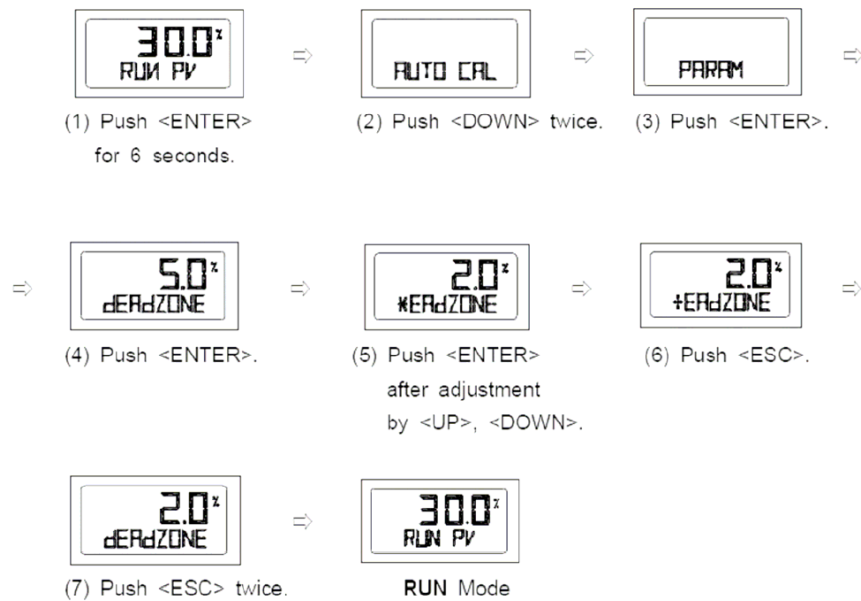 30.0%
RUN PV
⇨
AUTO CAL
⇨
PARAM
⇨
(1) Push <ENTER>
for 6 seconds.
(2) Push <DOWN> twice.
(3) Push <ENTER>.
⇨
5.0%
dEAdZONE
⇨
2.0%
*EAdZONE
⇨
2.0%
+EAdZONE
⇨
(4) Push <ENTER>.
(5) Push <ENTER>
after adjustment
by <UP>, <DOWN>.
(6) Push <ESC>.
2.0%
dEAdZONE
⇨
30.0%
RUN PV
(7) Push <ESC> twice.
RUN Mode